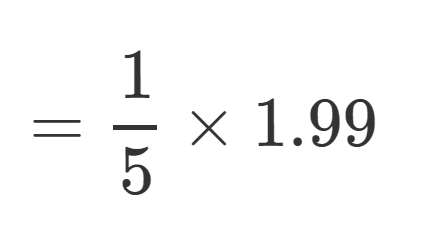 = 1/5 × 1.99